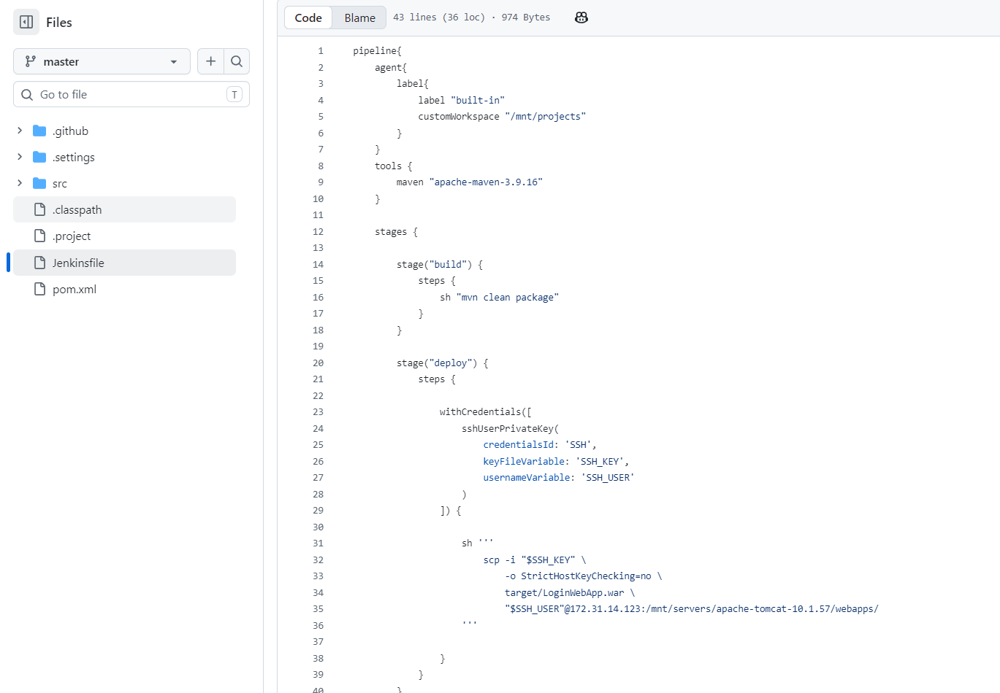 Files
master
Go to file
T
.github
.settings
src
.classpath
.project
Jenkinsfile
pom.xml
Code Blame 43 lines (36 loc) · 974 Bytes
1 pipeline{
2 agent{
3 label{
4 label "built-in"
5 customWorkspace "/mnt/projects"
6 }
7 }
8 tools {
9 maven "apache-maven-3.9.16"
10 }
11
12 stages {
13
14 stage("build") {
15 steps {
16 sh "mvn clean package"
17 }
18 }
19
20 stage("deploy") {
21 steps {
22
23 withCredentials([
24 sshUserPrivateKey(
25 credentialsId: 'SSH',
26 keyFileVariable: 'SSH_KEY',
27 usernameVariable: 'SSH_USER'
28 )
29 ]) {
30
31 sh '''
32 scp -i "$SSH_KEY" \
33 -o StrictHostKeyChecking=no \
34 target/LoginWebApp.war \
35 "$SSH_USER"@172.31.14.123:/mnt/servers/apache-tomcat-10.1.57/webapps/
36 '''
37
38 }
39 }
40 }